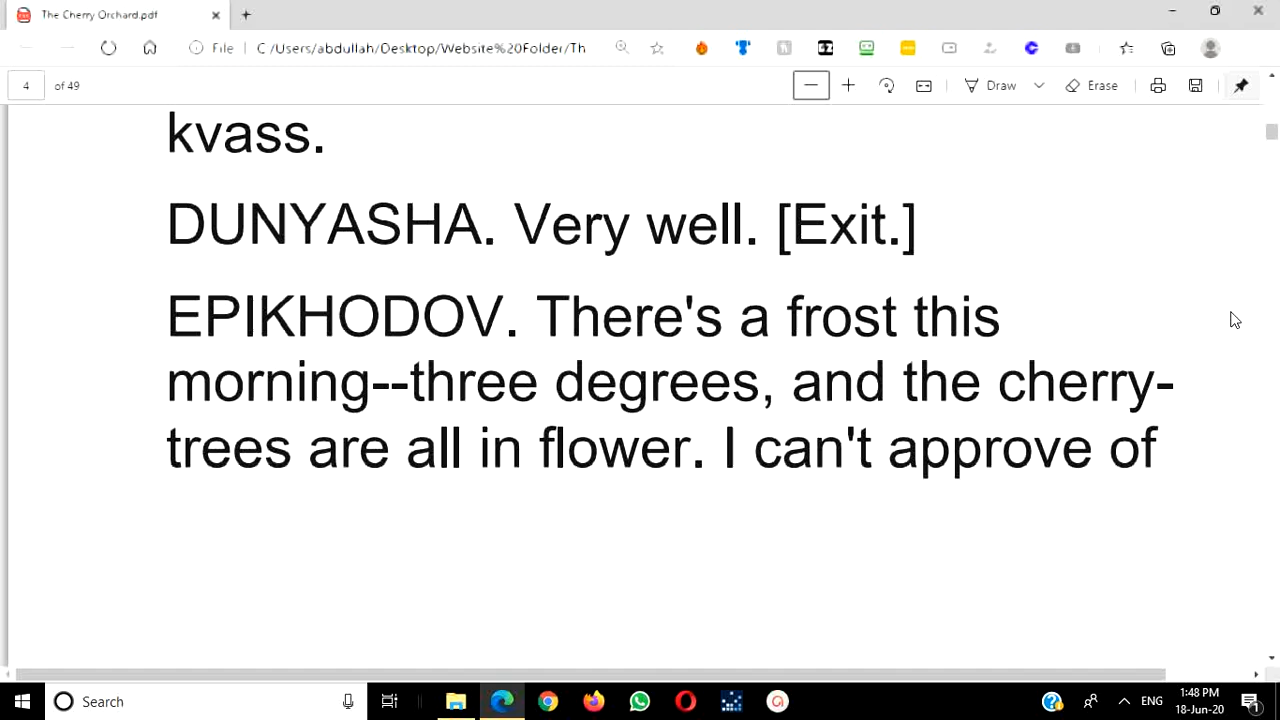 The Cherry Orchard.pdf
File
C /Users/abdullah/Desktop/Website%20Folder/Th
4 of 49
Draw
Erase
kvass.
DUNYASHA. Very well. [Exit.]
EPIKHODOV. There's a frost this
morning--three degrees, and the cherry-
trees are all in flower. I can't approve of
Search
ENG
1:48 PM
18-Jun-20
1